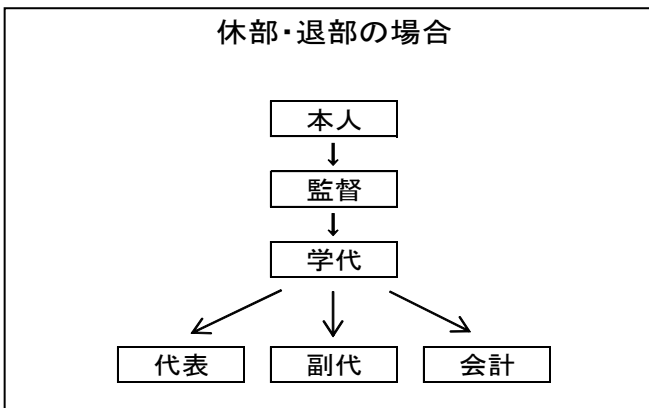 休部・退部の場合
本人
↓
監督
↓
学代
代表 副代 会計